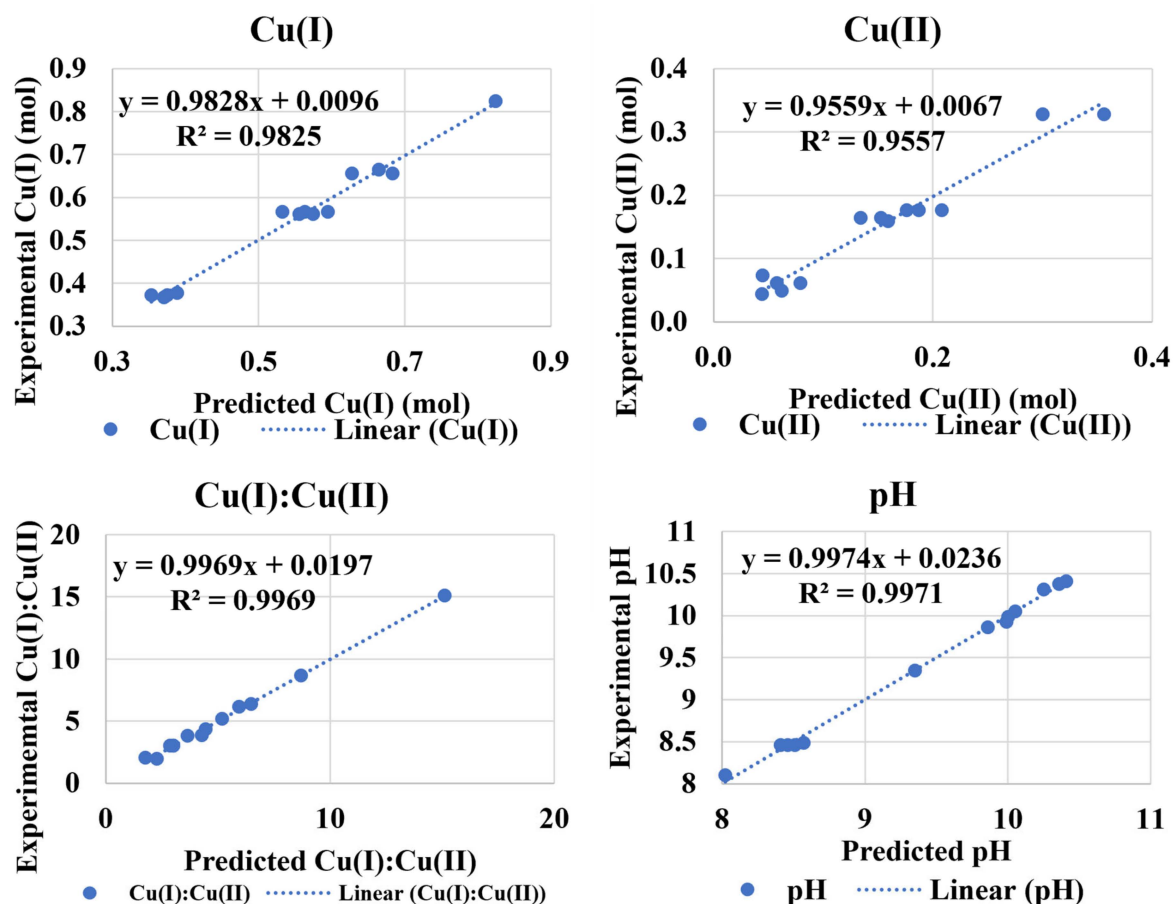 Cu(I)
Experimental Cu(I) (mol)
0.9
0.8
0.7
0.6
0.5
0.4
0.3
y = 0.9828x + 0.0096
R² = 0.9825
0.3 0.5 0.7 0.9
Predicted Cu(I) (mol)
Cu(I) Linear (Cu(I))
Cu(II)
Experimental Cu(II) (mol)
0.4
0.3
0.2
0.1
0.0
y = 0.9559x + 0.0067
R² = 0.9557
0.0 0.2 0.4
Predicted Cu(II) (mol)
Cu(II) Linear (Cu(II))
Cu(I):Cu(II)
Experimemtal Cu(I):Cu(II)
20
15
10
5
0
y = 0.9969x + 0.0197
R² = 0.9969
0 10 20
Predicted Cu(I):Cu(II)
Cu(I):Cu(II) Linear (Cu(I):Cu(II))
pH
Experimental pH
11
10.5
10
9.5
9
8.5
8
y = 0.9974x + 0.0236
R² = 0.9971
8 9 10 11
Predicted pH
pH Linear (pH)